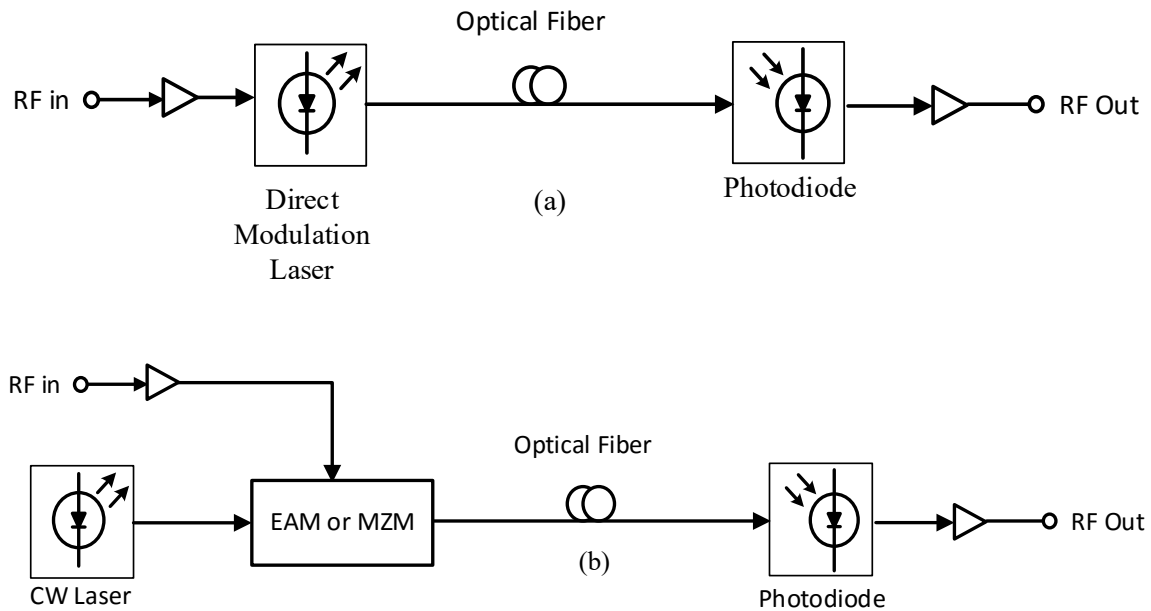 Optical Fiber
RF in
RF Out
Direct
Modulation
Laser
(a)
Photodiode
RF in
Optical Fiber
EAM or MZM
RF Out
(b)
CW Laser
Photodiode